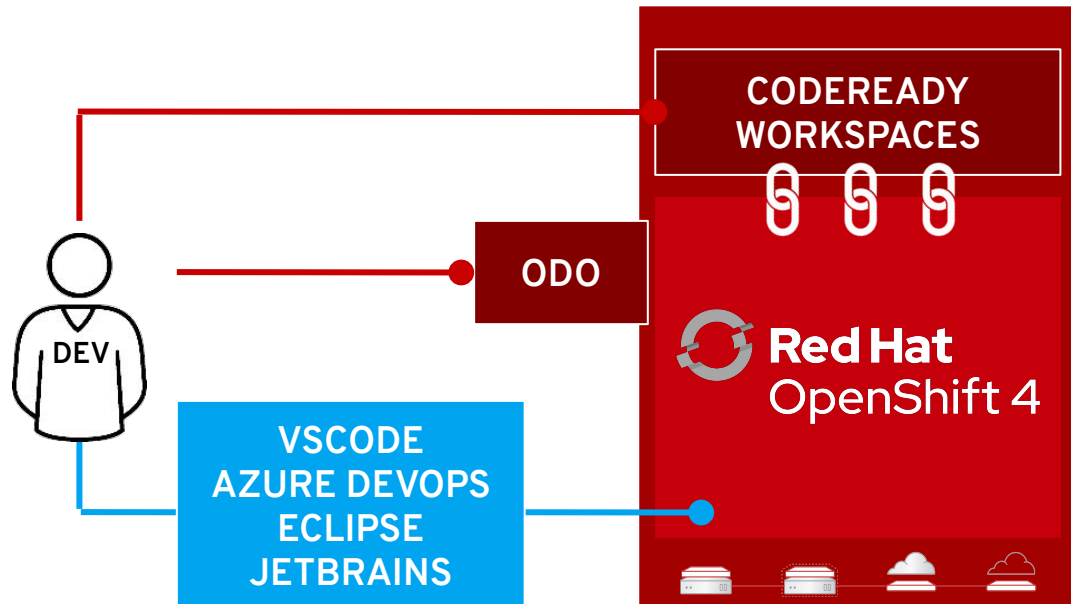 CODEREADY
WORKSPACES
ODO
DEV
Red Hat
OpenShift 4
VSCODE
AZURE DEVOPS
ECLIPSE
JETBRAINS